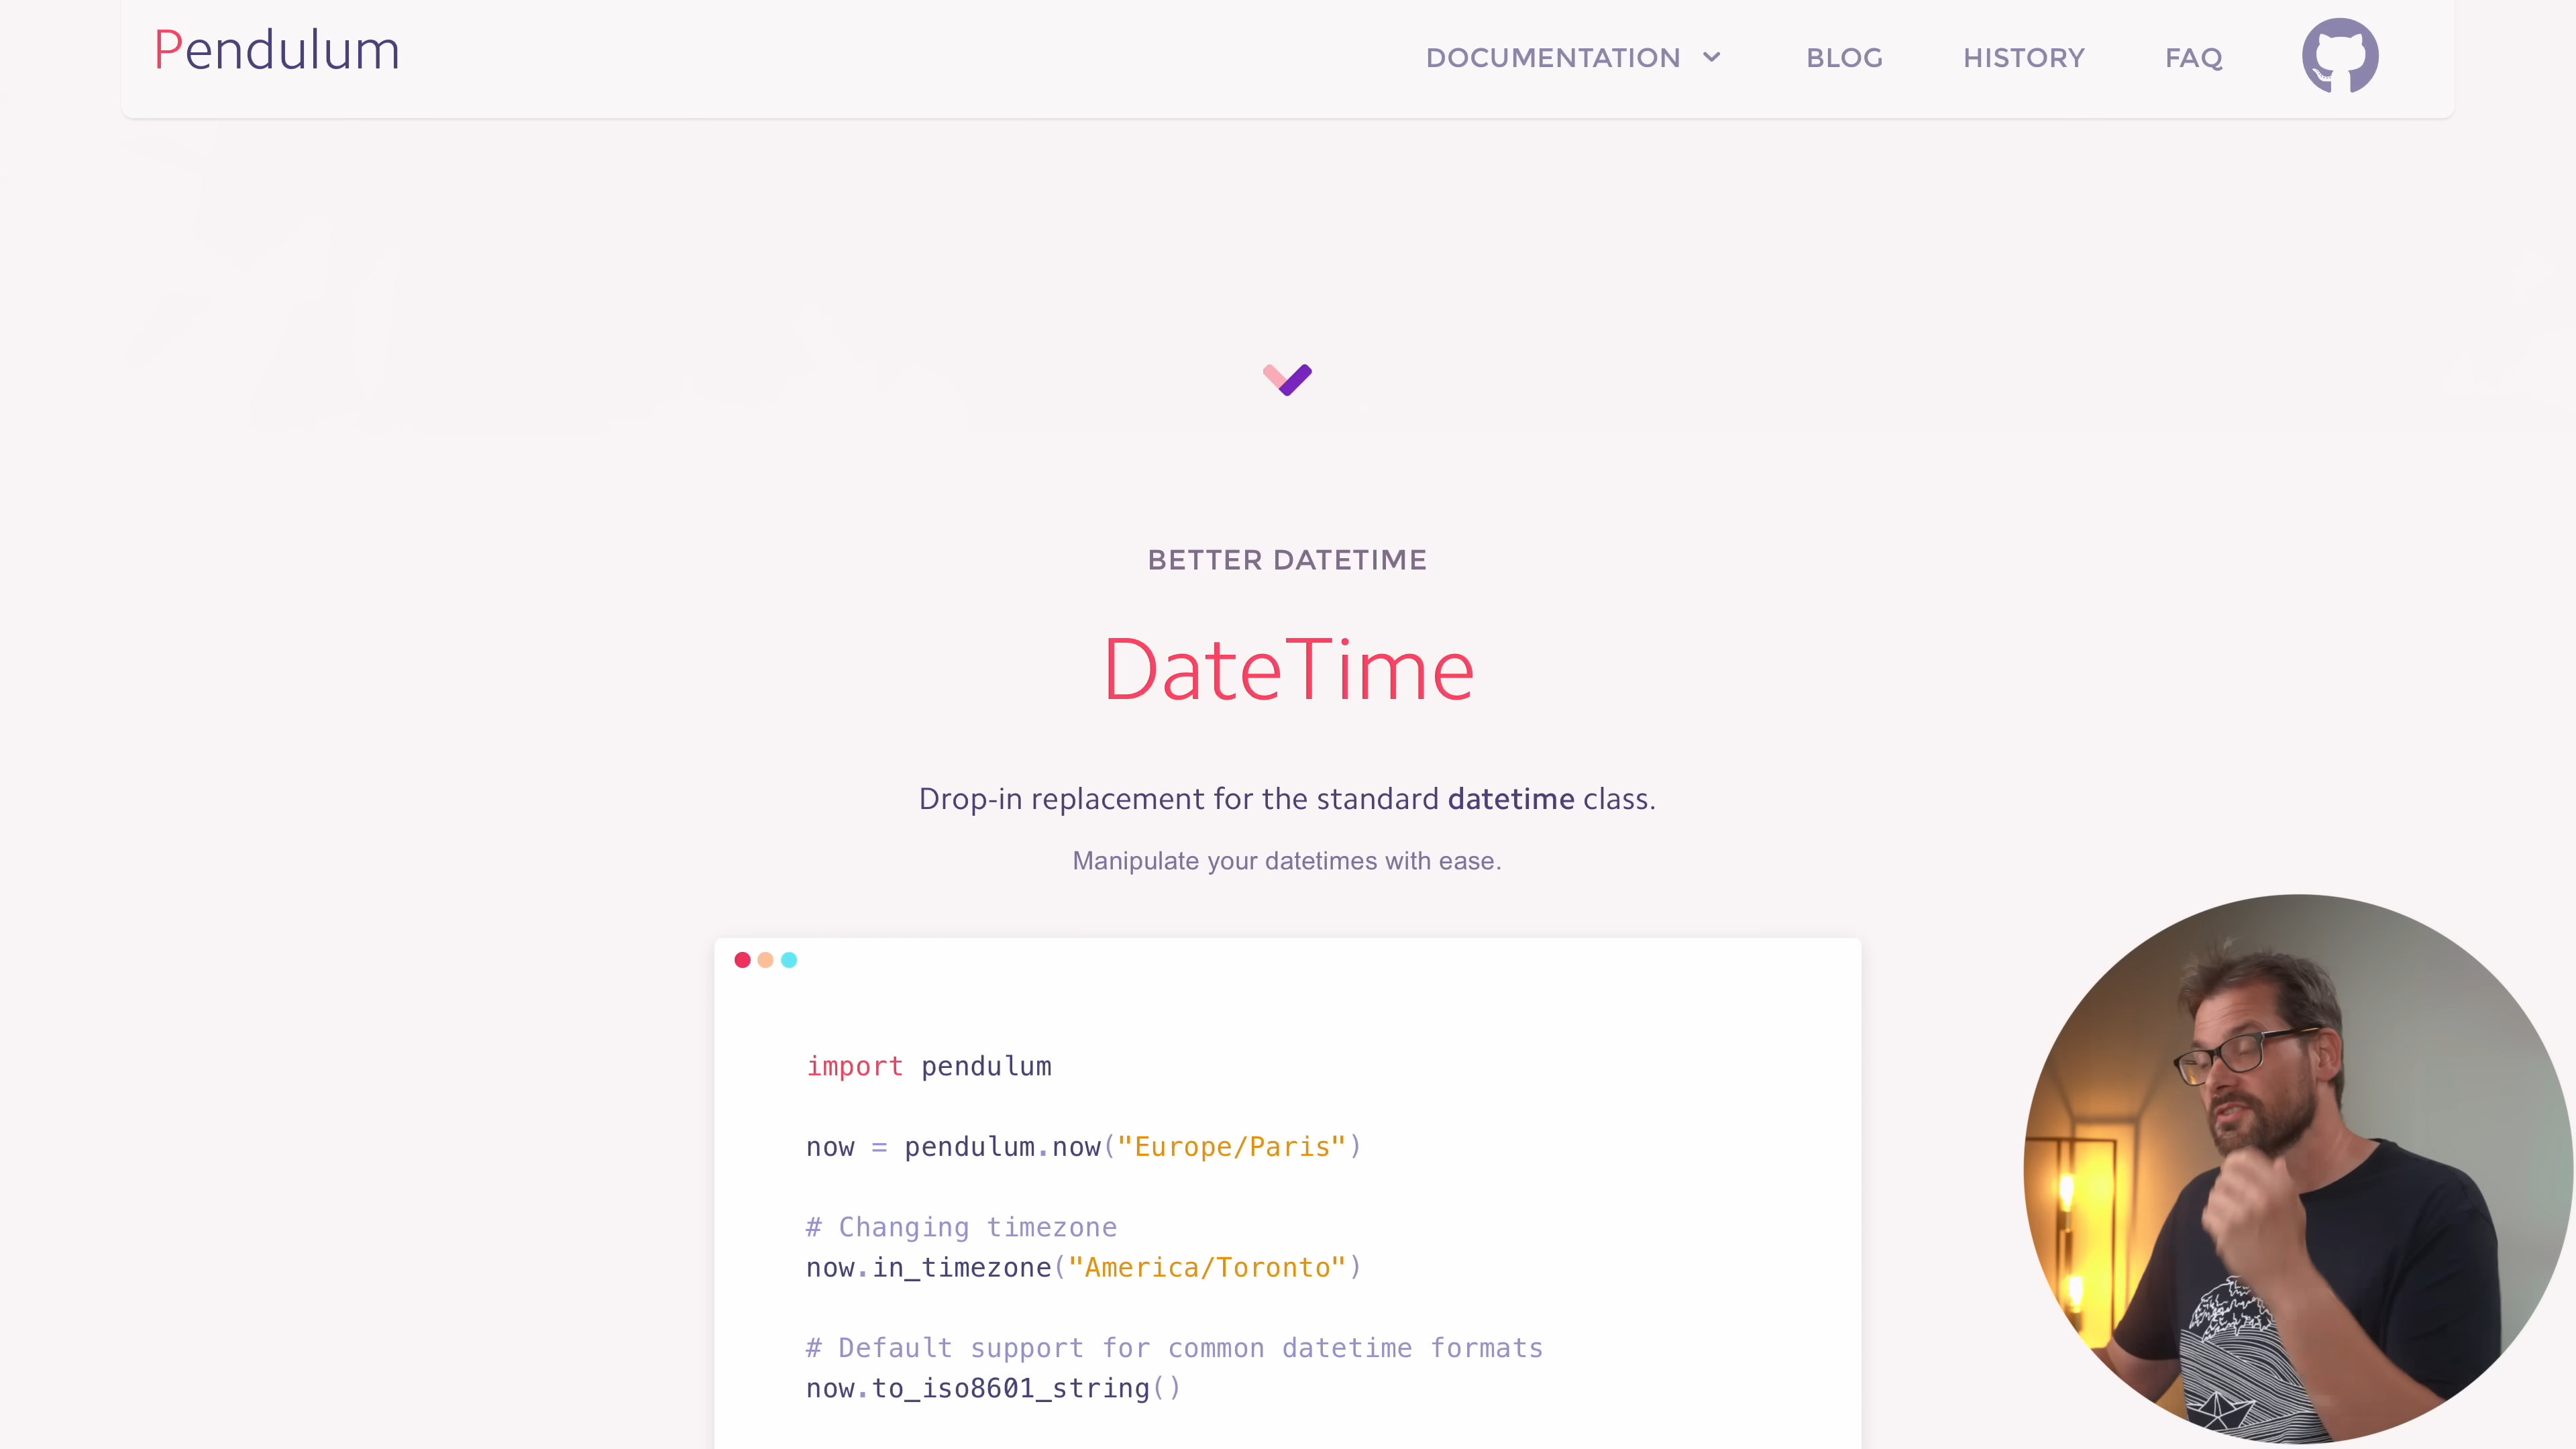 Pendulum
DOCUMENTATION
BLOG
HISTORY
FAQ
BETTER DATETIME
DateTime
Drop-in replacement for the standard datetime class.
Manipulate your datetimes with ease.
import pendulum
now = pendulum.now("Europe/Paris")
# Changing timezone
now.in_timezone("America/Toronto")
# Default support for common datetime formats
now.to_iso8601_string()